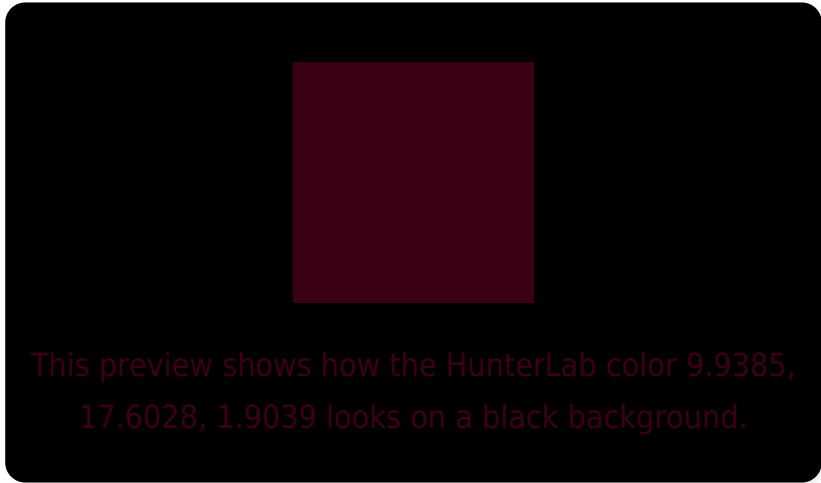 This preview shows how the HunterLab color 9.9385,
17.6028, 1.9039 looks on a black background.